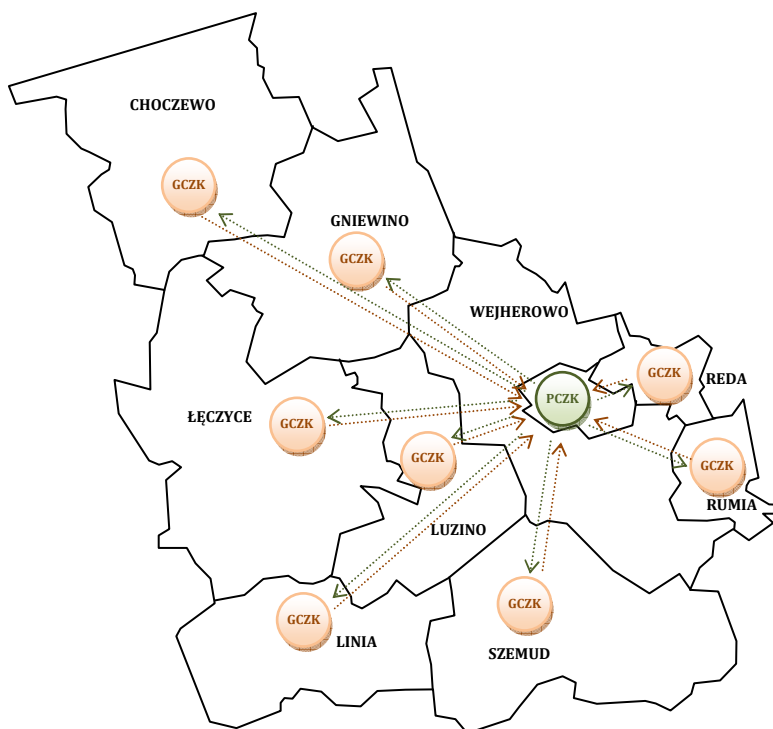 CHOCZEWO
GCZK
GNIEWINO
GCZK
WEJHEROWO
GCZK
REDA
PCZK
ŁĘCZYCE
GCZK
GCZK
GCZK
RUMIA
LUZINO
GCZK
LINIA
GCZK
SZEMUD